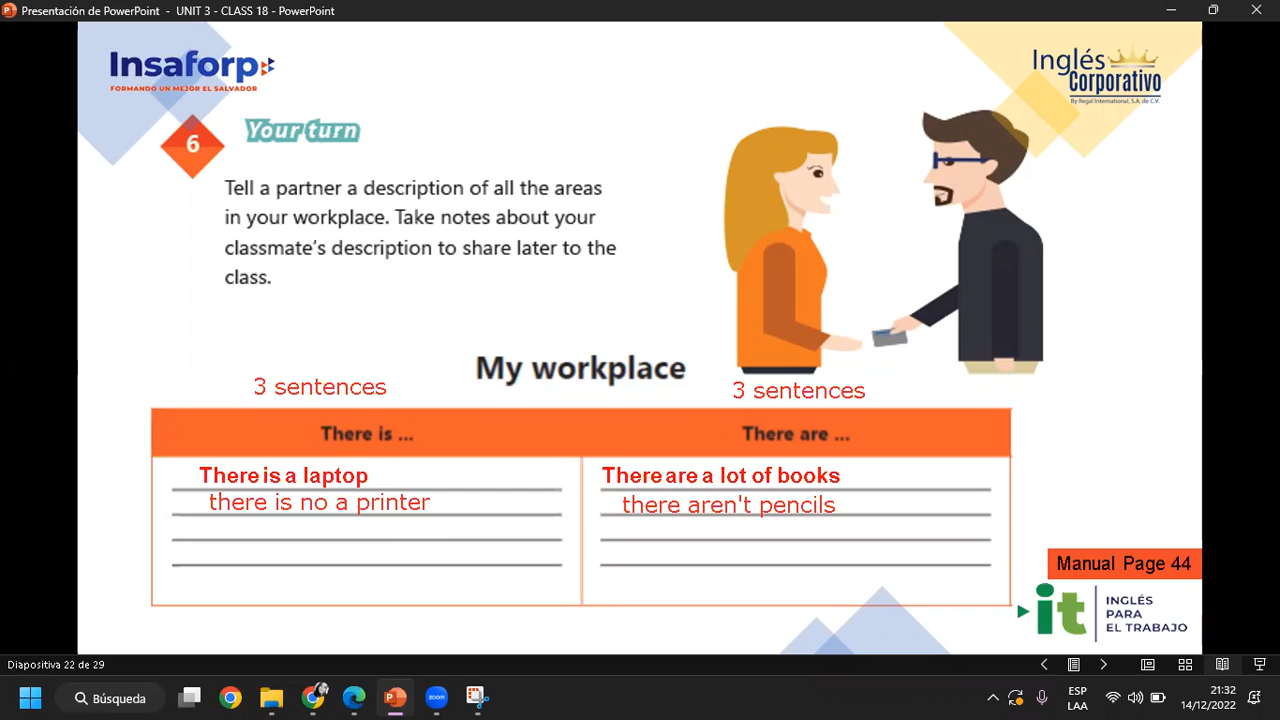 Presentación de PowerPoint - UNIT 3 - CLASS 18 - PowerPoint
Insaforp
FORMANDO UN MEJOR EL SALVADOR
Inglés
Corporativo
By Regal International, S.A. de C.V.
6
Your turn
Tell a partner a description of all the areas
in your workplace. Take notes about your
classmate's description to share later to the
class.
My workplace
3 sentences
3 sentences
There is ...
There are ...
There is a laptop
there is no a printer
There are a lot of books
there aren't pencils
Manual Page 44
it
INGLÉS
PARA
EL TRABAJO
Diapositiva 22 de 29
Búsqueda
zoom
ESP
LAA
21:32
14/12/2022